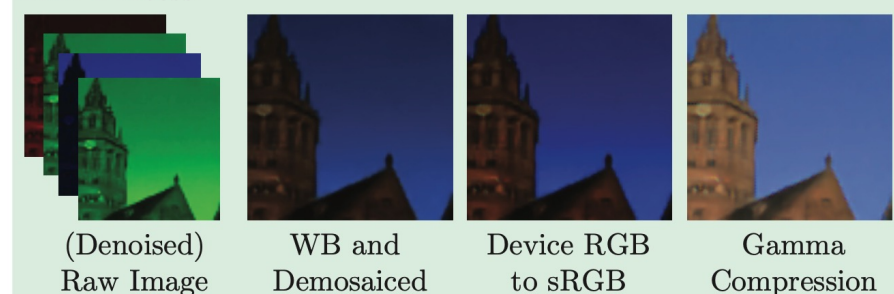 (Denoised)
Raw Image
WB and
Demosaiced
Device RGB
to sRGB
Gamma
Compression